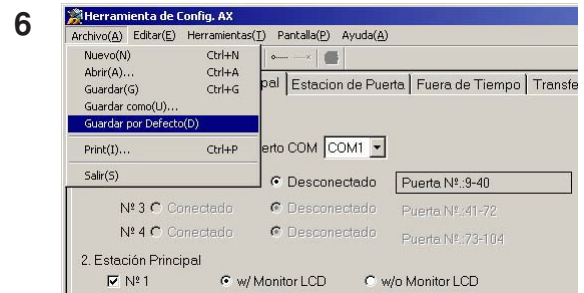 6
Herramienta de Config. AX
Archivo(A) Editar(E) Herramientas(T) Pantalla(P) Ayuda(A)
Nuevo(N) Ctrl+N
Abrir(A)... Ctrl+A
Guardar(G) Ctrl+G
Guardar como(U)...
Guardar por Defecto(D)
Print(I)... Ctrl+P
Salir(S)
pal Estacion de Puerta Fuera de Tiempo Transfe
erto COM COM1
Desconectado Puerta Nº.:9-40
Nº 3 Conectado Desconectado Puerta Nº.:41-72
Nº 4 Conectado Desconectado Puerta Nº.:73-104
2. Estación Principal
Nº 1 w/ Monitor LCD w/o Monitor LCD